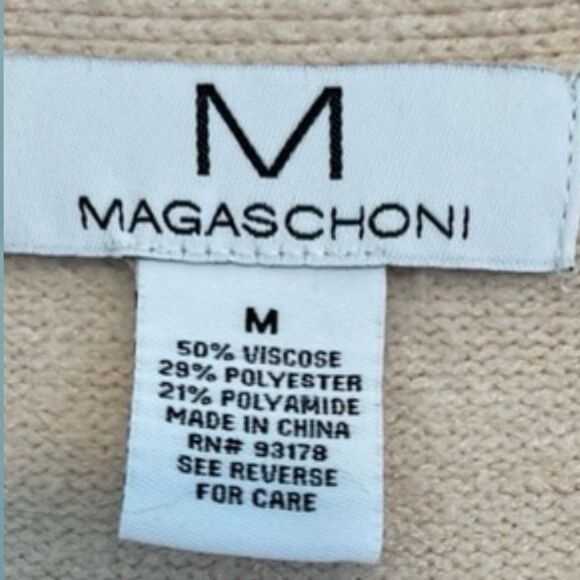 M
MAGASCHONI
M
50% VISCOSE
29% POLYESTER
21% POLYAMIDE
MADE IN CHINA
RN# 93178
SEE REVERSE
FOR CARE